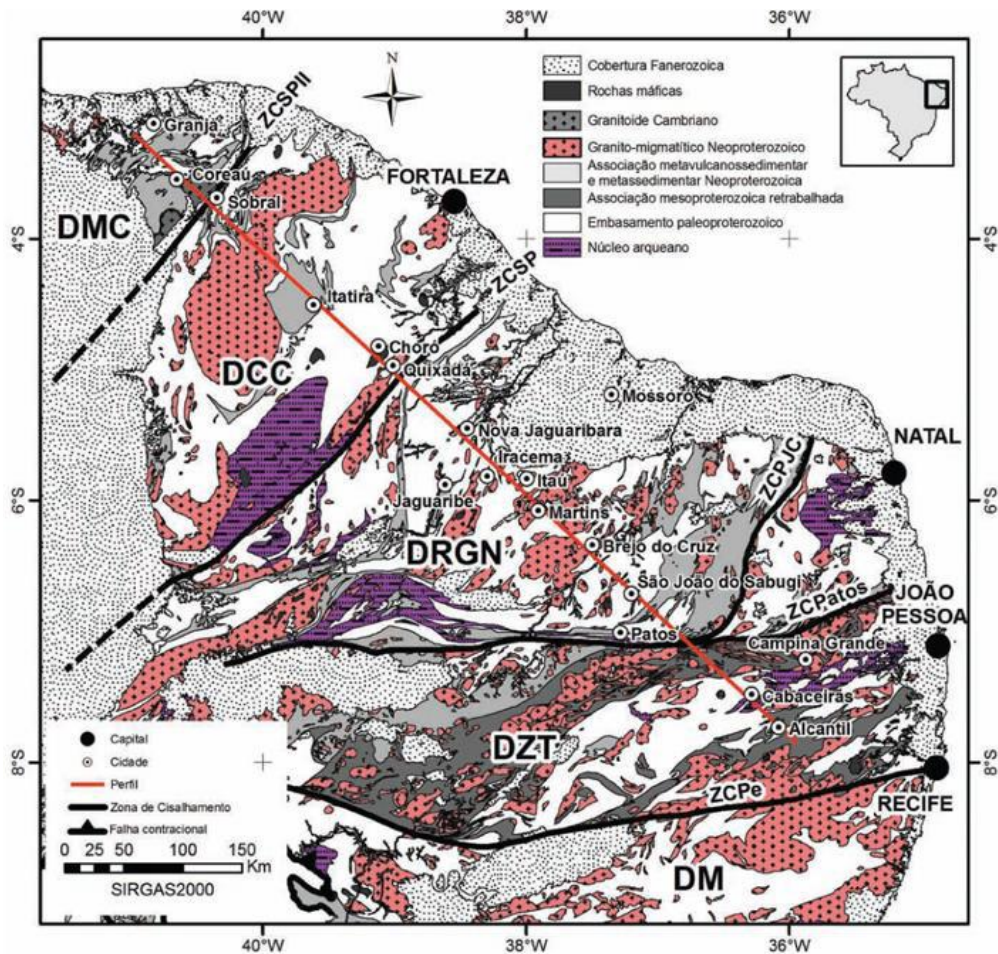 40°W
38°W
36°W
N
Cobertura Fanerozoica
Rochas máficas
Granitoide Cambriano
Granito-migmatítico Neoproterozoico
Associação metavulcanossedimentar
e metassedimentar Neoproterozoica
Associação mesoproterozoica retrabalhada
Embasamento paleoproterozoico
Núcleo arqueano
ZCSPII
Granja
Coreaú
Sobral
FORTALEZA
DMC
4°S
4°S
ZCSP
Itatira
Choró
Quixadá
DCC
Mossoró
Nova Jaguaribara
NATAL
Iracema
ZCPJC
Itaú
6°S
Jaguaribe
6°S
Martins
DRGN
Brejo do Cruz
São João do Sabugi
ZCPatos
JOÃO
PESSOA
Patos
Campina Grande
Cabaceiras
Alcantil
Capital
DZT
Cidade
8°S
8°S
Perfil
ZCPe
RECIFE
Zona de Cisalhamento
Falha contracional
0 25 50 100 150
Km
DM
SIRGAS2000
40°W
38°W
36°W